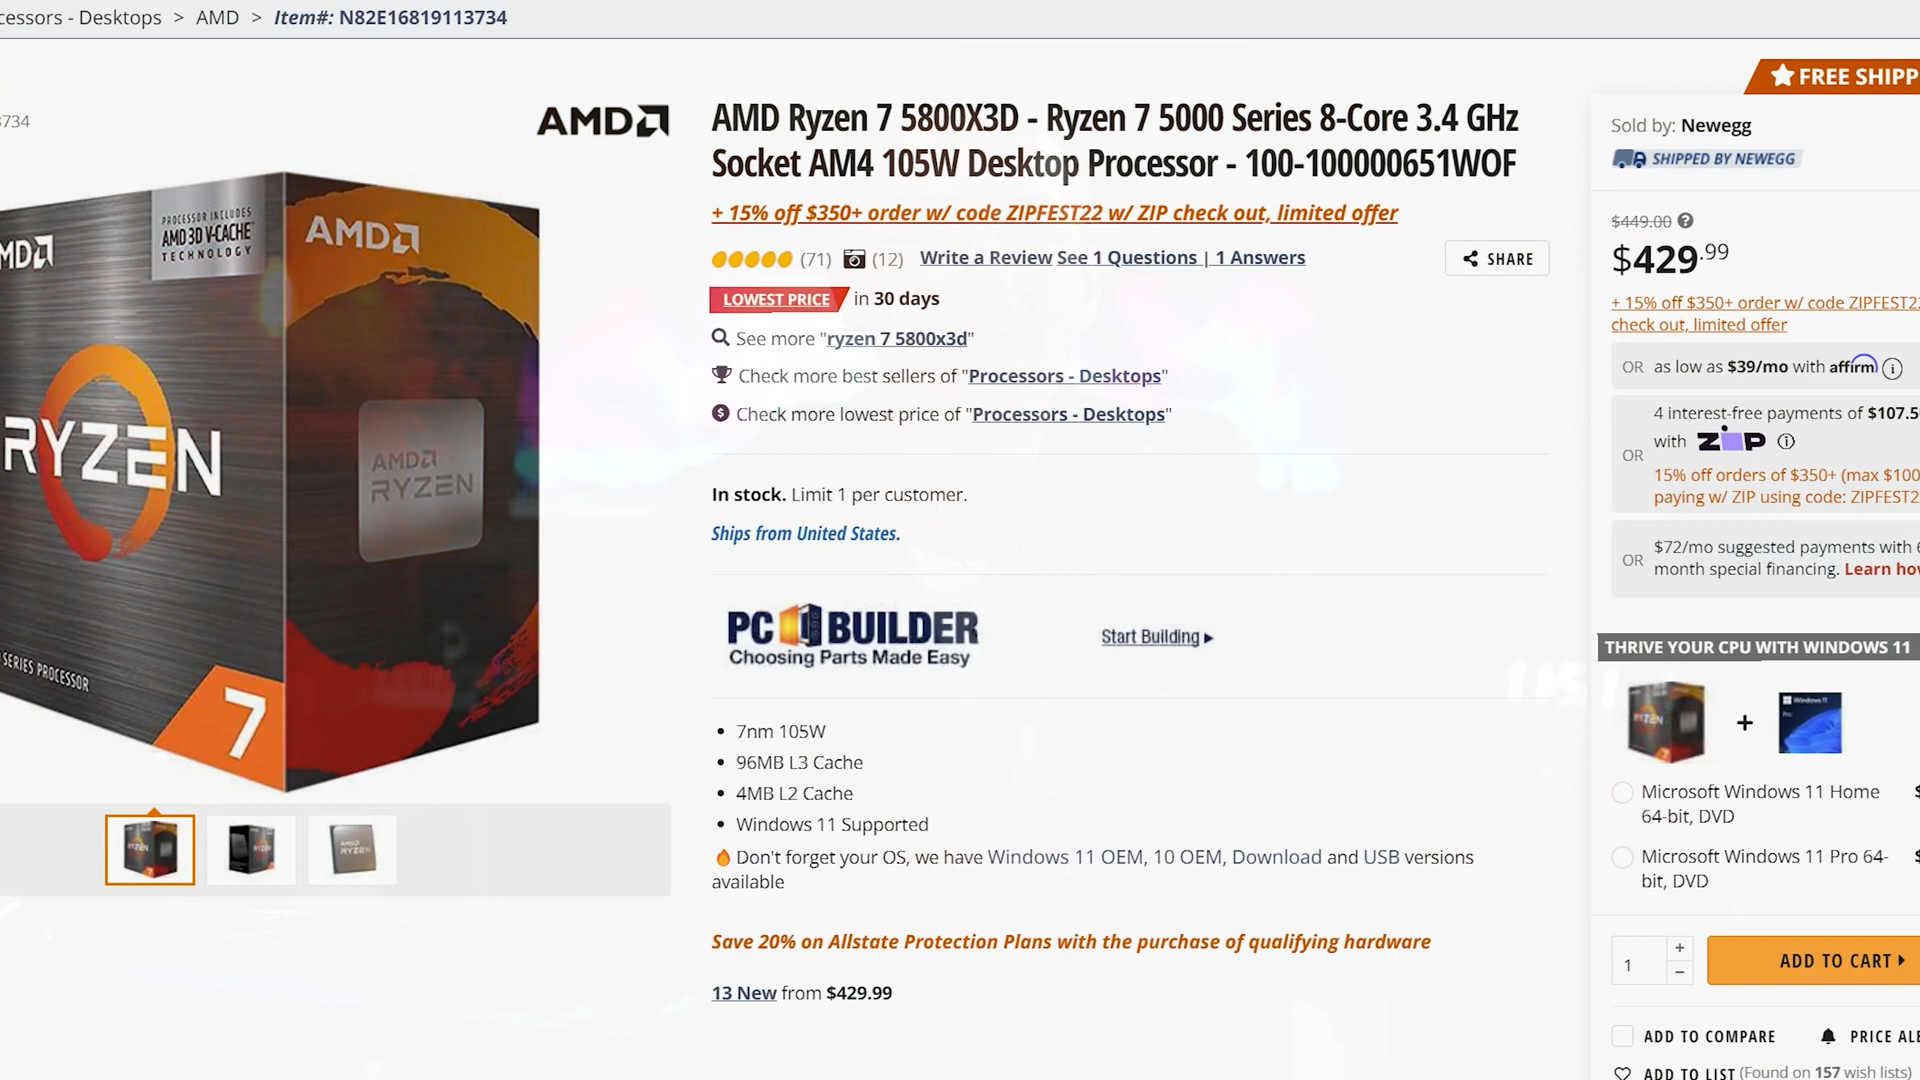 cessors - Desktops > AMD > Item#: N82E16819113734
3734
AMD
PROCESSOR INCLUDES
AMD 3D V-CACHE™
TECHNOLOGY
AMD
AMD
RYZEN
AMD
RYZEN
SERIES PROCESSOR
7
AMD Ryzen 7 5800X3D - Ryzen 7 5000 Series 8-Core 3.4 GHz
Socket AM4 105W Desktop Processor - 100-100000651WOF
+ 15% off $350+ order w/ code ZIPFEST22 w/ ZIP check out, limited offer
(71) (12) Write a Review See 1 Questions | 1 Answers
SHARE
LOWEST PRICE in 30 days
See more "ryzen 7 5800x3d"
Check more best sellers of "Processors - Desktops"
Check more lowest price of "Processors - Desktops"
In stock. Limit 1 per customer.
Ships from United States.
PC BUILDER
Choosing Parts Made Easy
Start Building
• 7nm 105W
• 96MB L3 Cache
• 4MB L2 Cache
• Windows 11 Supported
Don't forget your OS, we have Windows 11 OEM, 10 OEM, Download and USB versions
available
Save 20% on Allstate Protection Plans with the purchase of qualifying hardware
13 New from $429.99
FREE SHIPP
Sold by: Newegg
SHIPPED BY NEWEGG
$449.00
$429.99
+ 15% off $350+ order w/ code ZIPFEST22
check out, limited offer
OR as low as $39/mo with affirm
OR
4 interest-free payments of $107.5
with ZIP
15% off orders of $350+ (max $100
paying w/ ZIP using code: ZIPFEST2
OR
$72/mo suggested payments with 6
month special financing. Learn how
THRIVE YOUR CPU WITH WINDOWS 11
+
Microsoft Windows 11 Home $
64-bit, DVD
Microsoft Windows 11 Pro 64- $
bit, DVD
1 + −
ADD TO CART
ADD TO COMPARE
PRICE ALE
ADD TO LIST (Found on 157 wish lists)